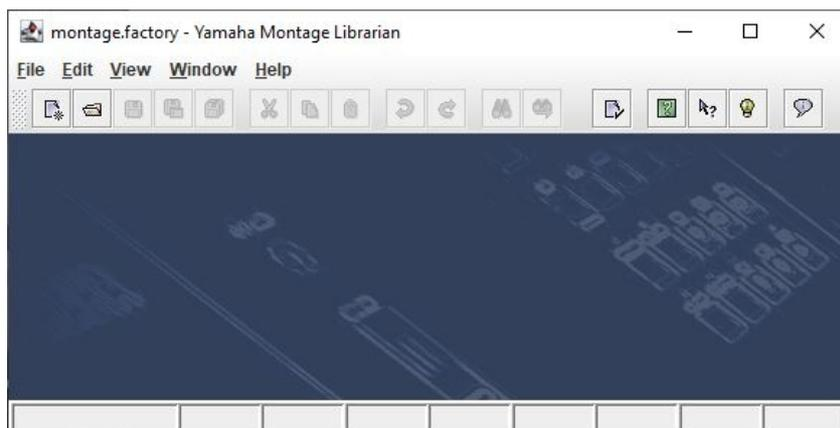 montage.factory - Yamaha Montage Librarian
File Edit View Window Help